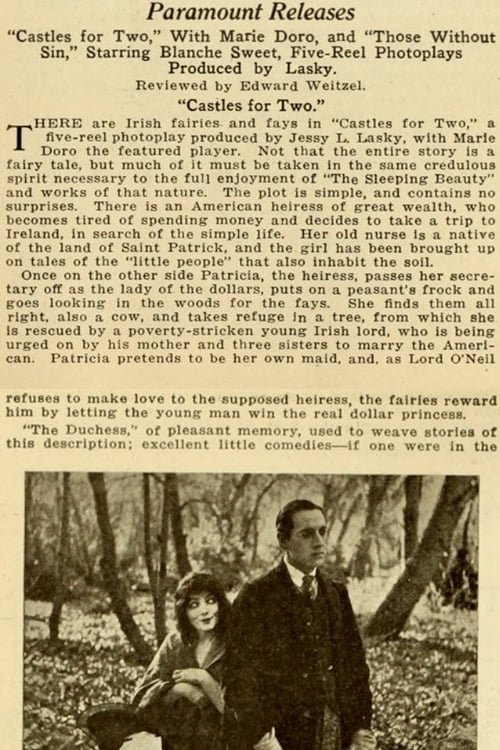 Paramount Releases
"Castles for Two," With Marie Doro, and "Those Without
Sin," Starring Blanche Sweet, Five-Reel Photoplays
Produced by Lasky.
Reviewed by Edward Weitzel.
"Castles for Two."
THERE are Irish fairies and fays in "Castles for Two," a
five-reel photoplay produced by Jessy L. Lasky, with Marie
Doro the featured player. Not that the entire story is a
fairy tale, but much of it must be taken in the same credulous
spirit necessary to the full enjoyment of "The Sleeping Beauty"
and works of that nature. The plot is simple, and contains no
surprises. There is an American heiress of great wealth, who
becomes tired of spending money and decides to take a trip to
Ireland, in search of the simple life. Her old nurse is a native
of the land of Saint Patrick, and the girl has been brought up
on tales of the "little people" that also inhabit the soil.
Once on the other side Patricia, the heiress, passes her secre-
tary off as the lady of the dollars, puts on a peasant's frock and
goes looking in the woods for the fays. She finds them all
right, also a cow, and takes refuge in a tree, from which she
is rescued by a poverty-stricken young Irish lord, who is being
urged on by his mother and three sisters to marry the Ameri-
can. Patricia pretends to be her own maid, and, as Lord O'Neil
refuses to make love to the supposed heiress, the fairies reward
him by letting the young man win the real dollar princess.
"The Duchess," of pleasant memory, used to weave stories of
this description; excellent little comedies—if one were in the